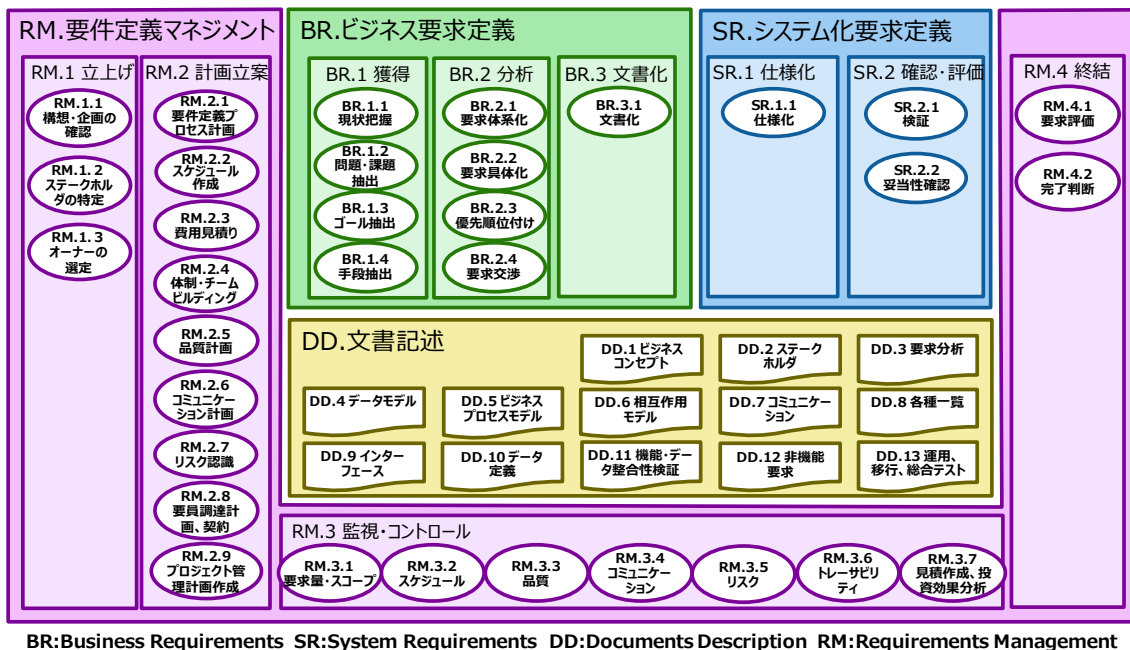 RM.要件定義マネジメント
RM.1 立上げ
RM.1.1
構想・企画の
確認
RM.1.2
ステークホル
ダの特定
RM.1.3
オーナーの
選定
RM.2 計画立案
RM.2.1
要件定義プ
ロセス計画
RM.2.2
スケジュール
作成
RM.2.3
費用見積り
RM.2.4
体制・チーム
ビルディング
RM.2.5
品質計画
RM.2.6
コミュニケー
ション計画
RM.2.7
リスク認識
RM.2.8
要員調達計
画、契約
RM.2.9
プロジェクト管
理計画作成
BR.ビジネス要求定義
BR.1 獲得
BR.1.1
現状把握
BR.1.2
問題・課題
抽出
BR.1.3
ゴール抽出
BR.1.4
手段抽出
BR.2 分析
BR.2.1
要求体系化
BR.2.2
要求具体化
BR.2.3
優先順位付け
BR.2.4
要求交渉
BR.3 文書化
BR.3.1
文書化
SR.システム化要求定義
SR.1 仕様化
SR.1.1
仕様化
SR.2 確認・評価
SR.2.1
検証
SR.2.2
妥当性確認
RM.4 終結
RM.4.1
要求評価
RM.4.2
完了判断
DD.文書記述
DD.1 ビジネス
コンセプト
DD.2 ステーク
ホルダ
DD.3 要求分析
DD.4 データモデル
DD.5 ビジネス
プロセスモデル
DD.6 相互作用
モデル
DD.7 コミュニケー
ション
DD.8 各種一覧
DD.9 インター
フェース
DD.10 データ
定義
DD.11 機能・デー
タ整合性検証
DD.12 非機能
要求
DD.13 運用、
移行、総合テスト
RM.3 監視・コントロール
RM.3.1
要求量・スコープ
RM.3.2
スケジュール
RM.3.3
品質
RM.3.4
コミュニケー
ション
RM.3.5
リスク
RM.3.6
トレーサビリ
ティ
RM.3.7
見積作成、投
資効果分析
BR:Business Requirements SR:System Requirements DD:Documents Description RM:Requirements Management